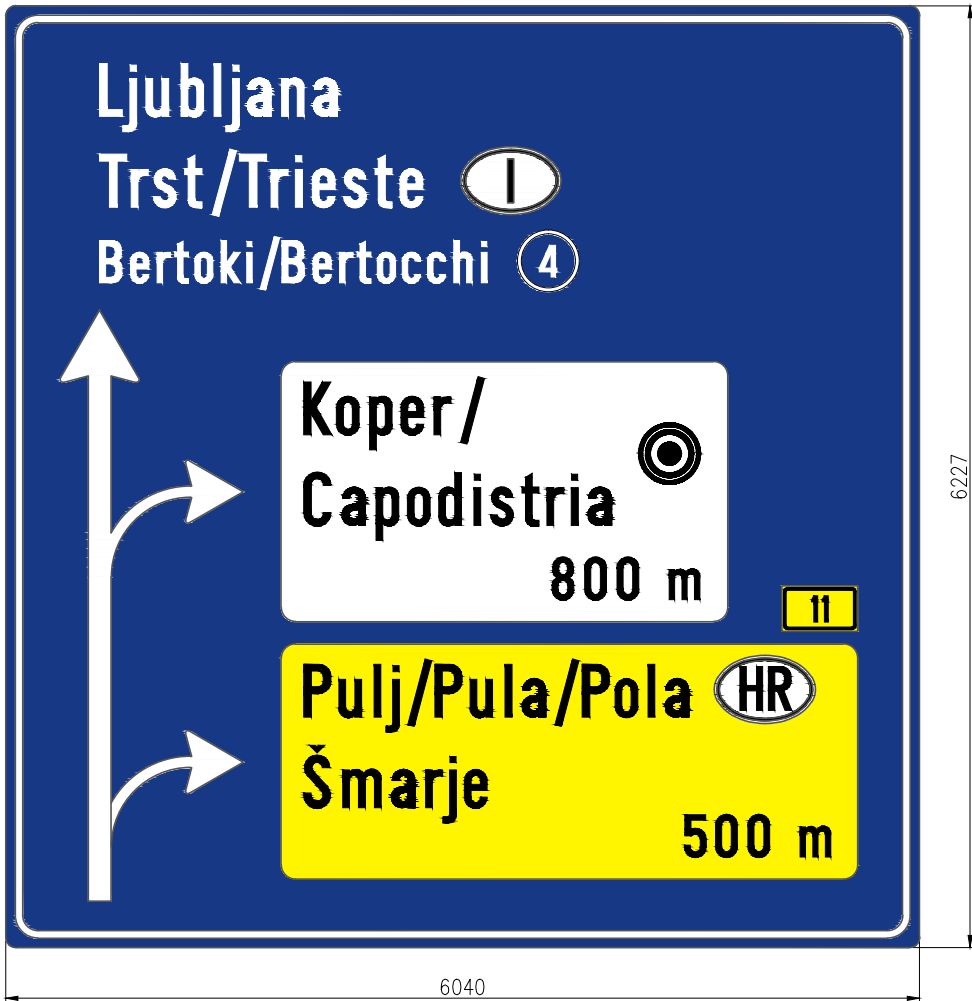 Ljubljana
Trst/Trieste I
Bertoki/Bertocchi 4
Koper/
Capodistria
800 m
11
Pulj/Pula/Pola HR
Šmarje
500 m
6227
6040